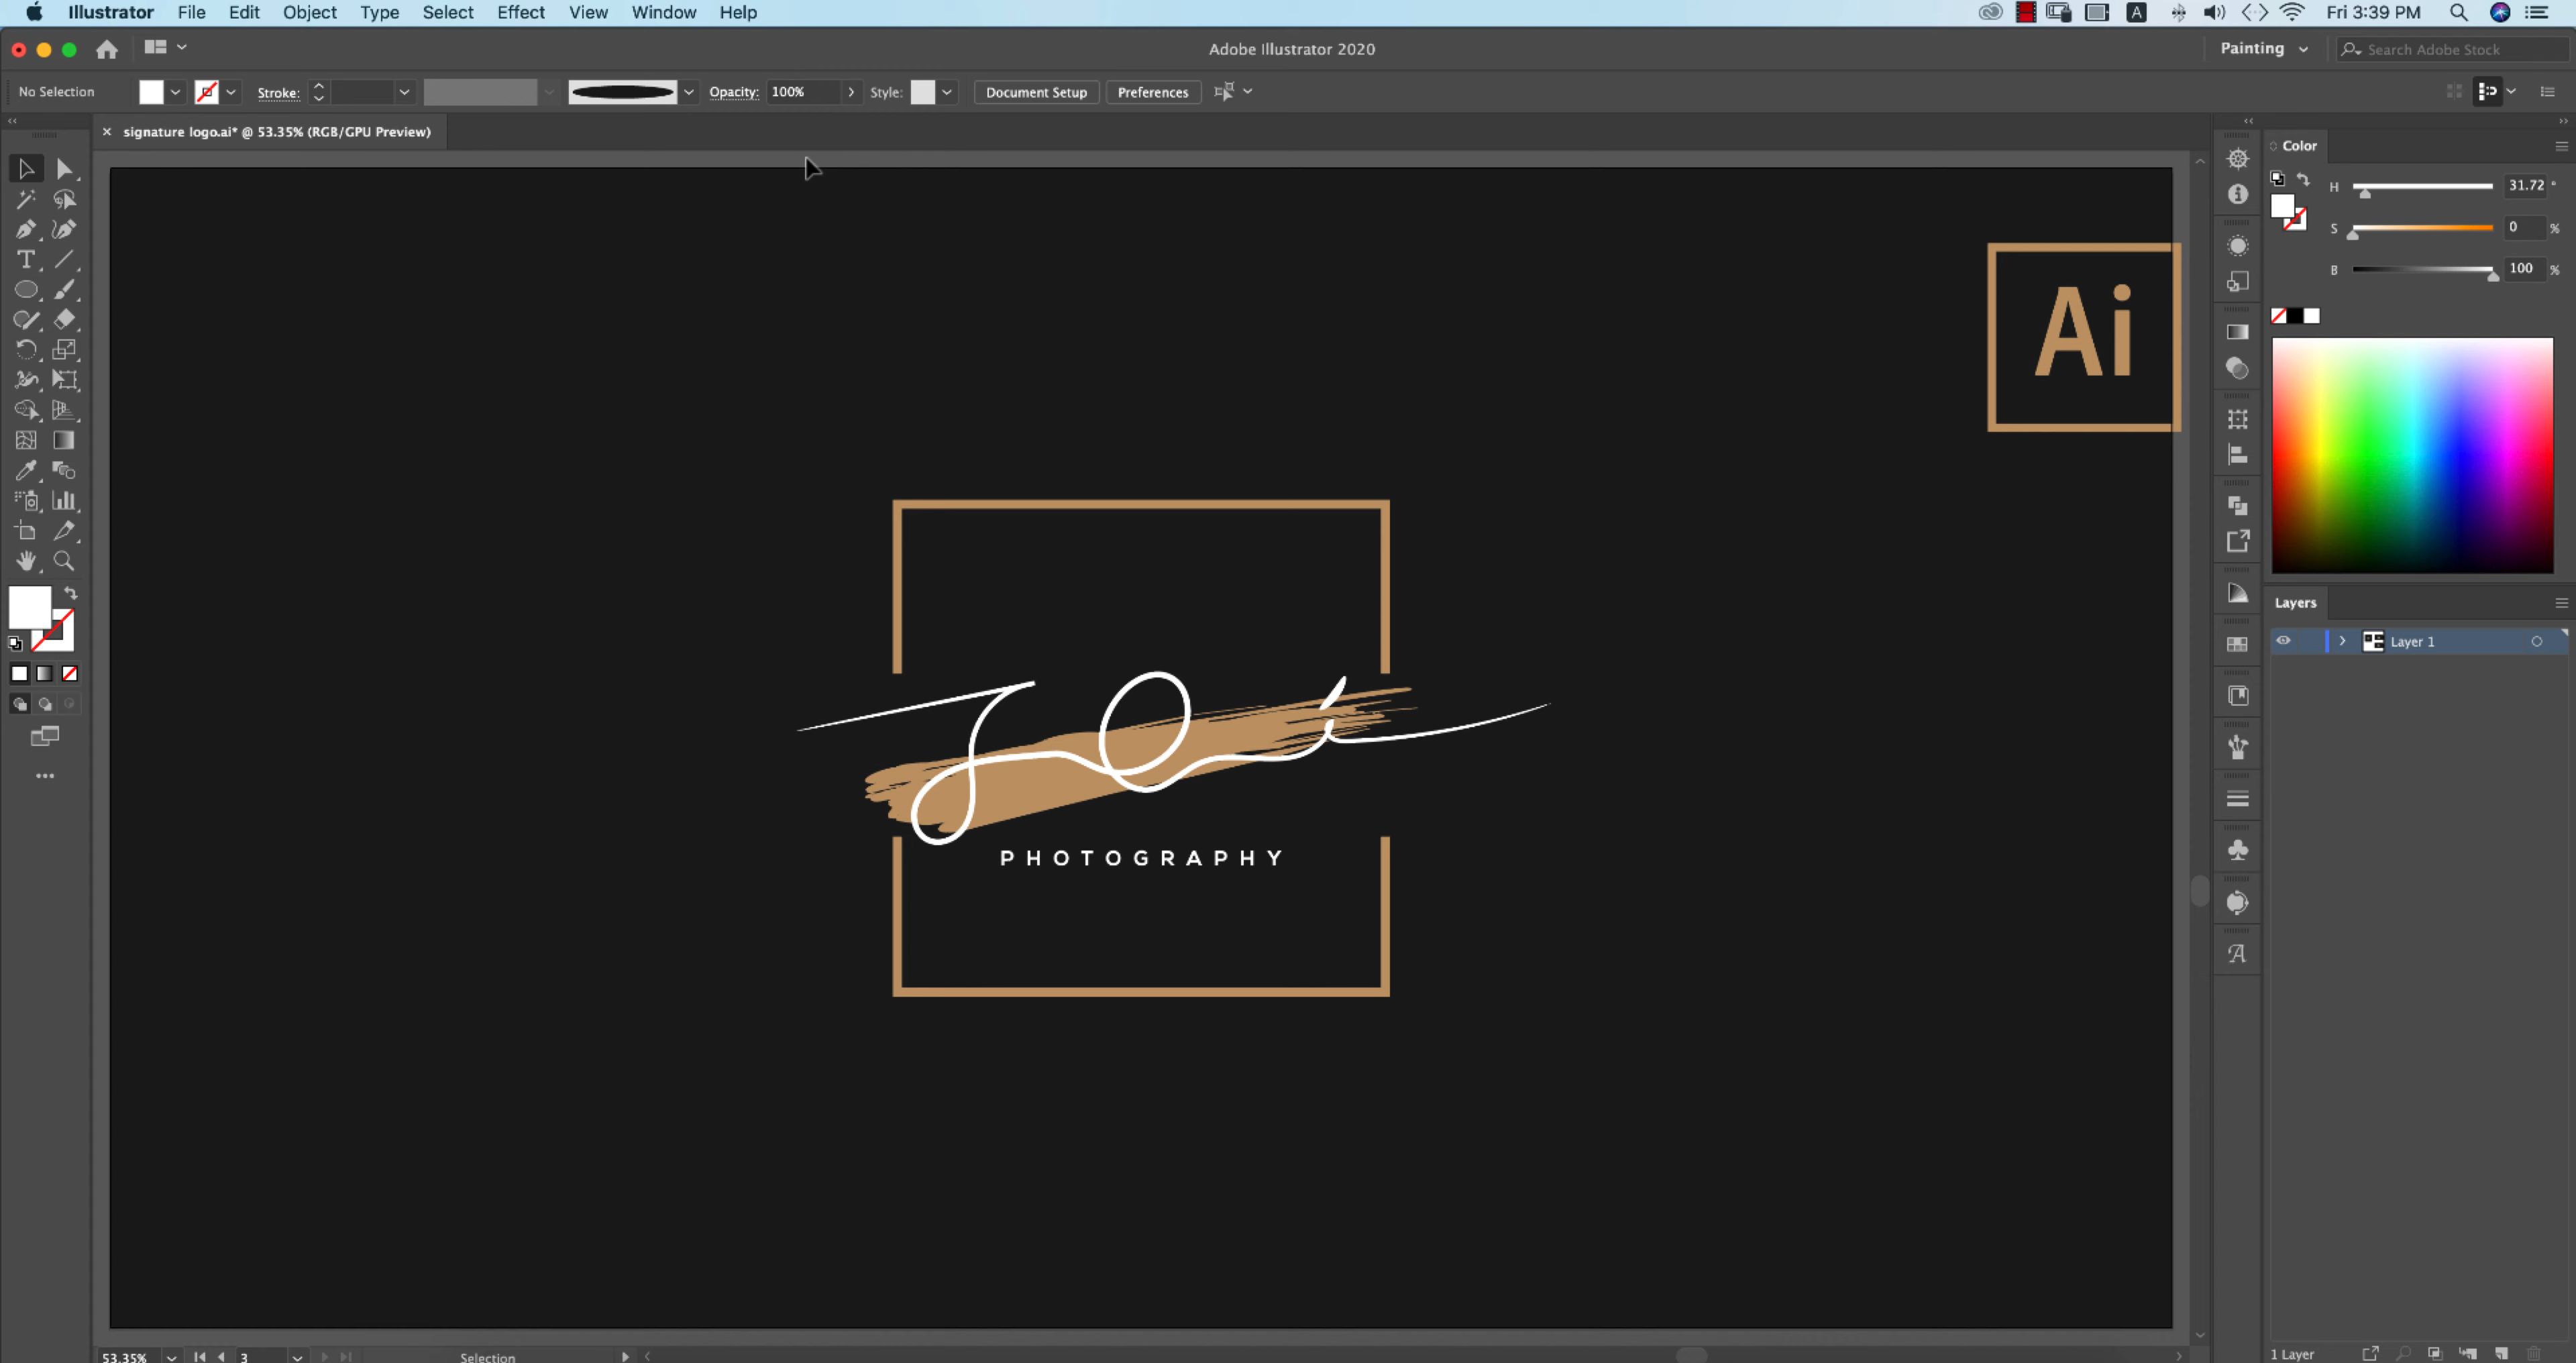 Illustrator File Edit Object Type Select Effect View Window Help
A Fri 3:39 PM
Adobe Illustrator 2020
Painting
Search Adobe Stock
No Selection
Stroke:
Opacity: 100%
Style:
Document Setup
Preferences
× signature logo.ai* @ 53.35% (RGB/GPU Preview)
Color
H 31.72 °
S 0 %
B 100 %
Ai
PHOTOGRAPHY
Layers
Layer 1
53.35%
3
Selection
1 Layer